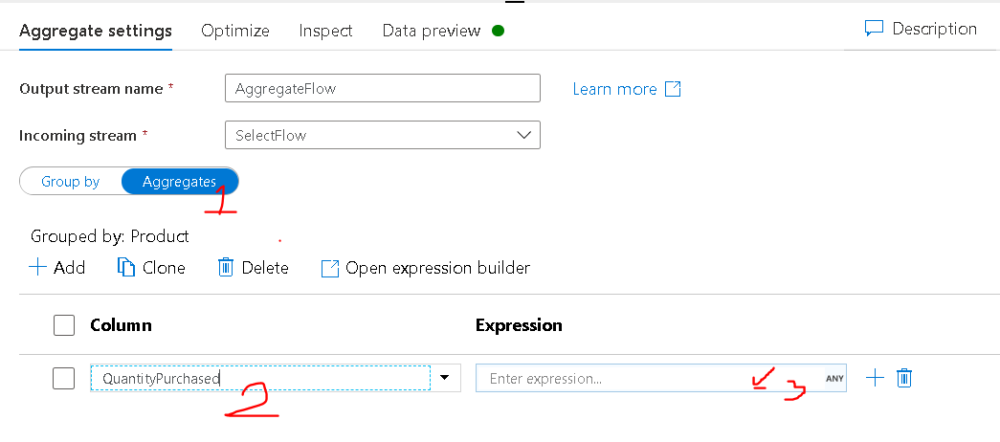 Aggregate settings Optimize Inspect Data preview Description
Output stream name * AggregateFlow Learn more
Incoming stream * SelectFlow
Group by Aggregates
1
Grouped by: Product
Add Clone Delete Open expression builder
Column Expression
QuantityPurchased Enter expression... ANY
2 3